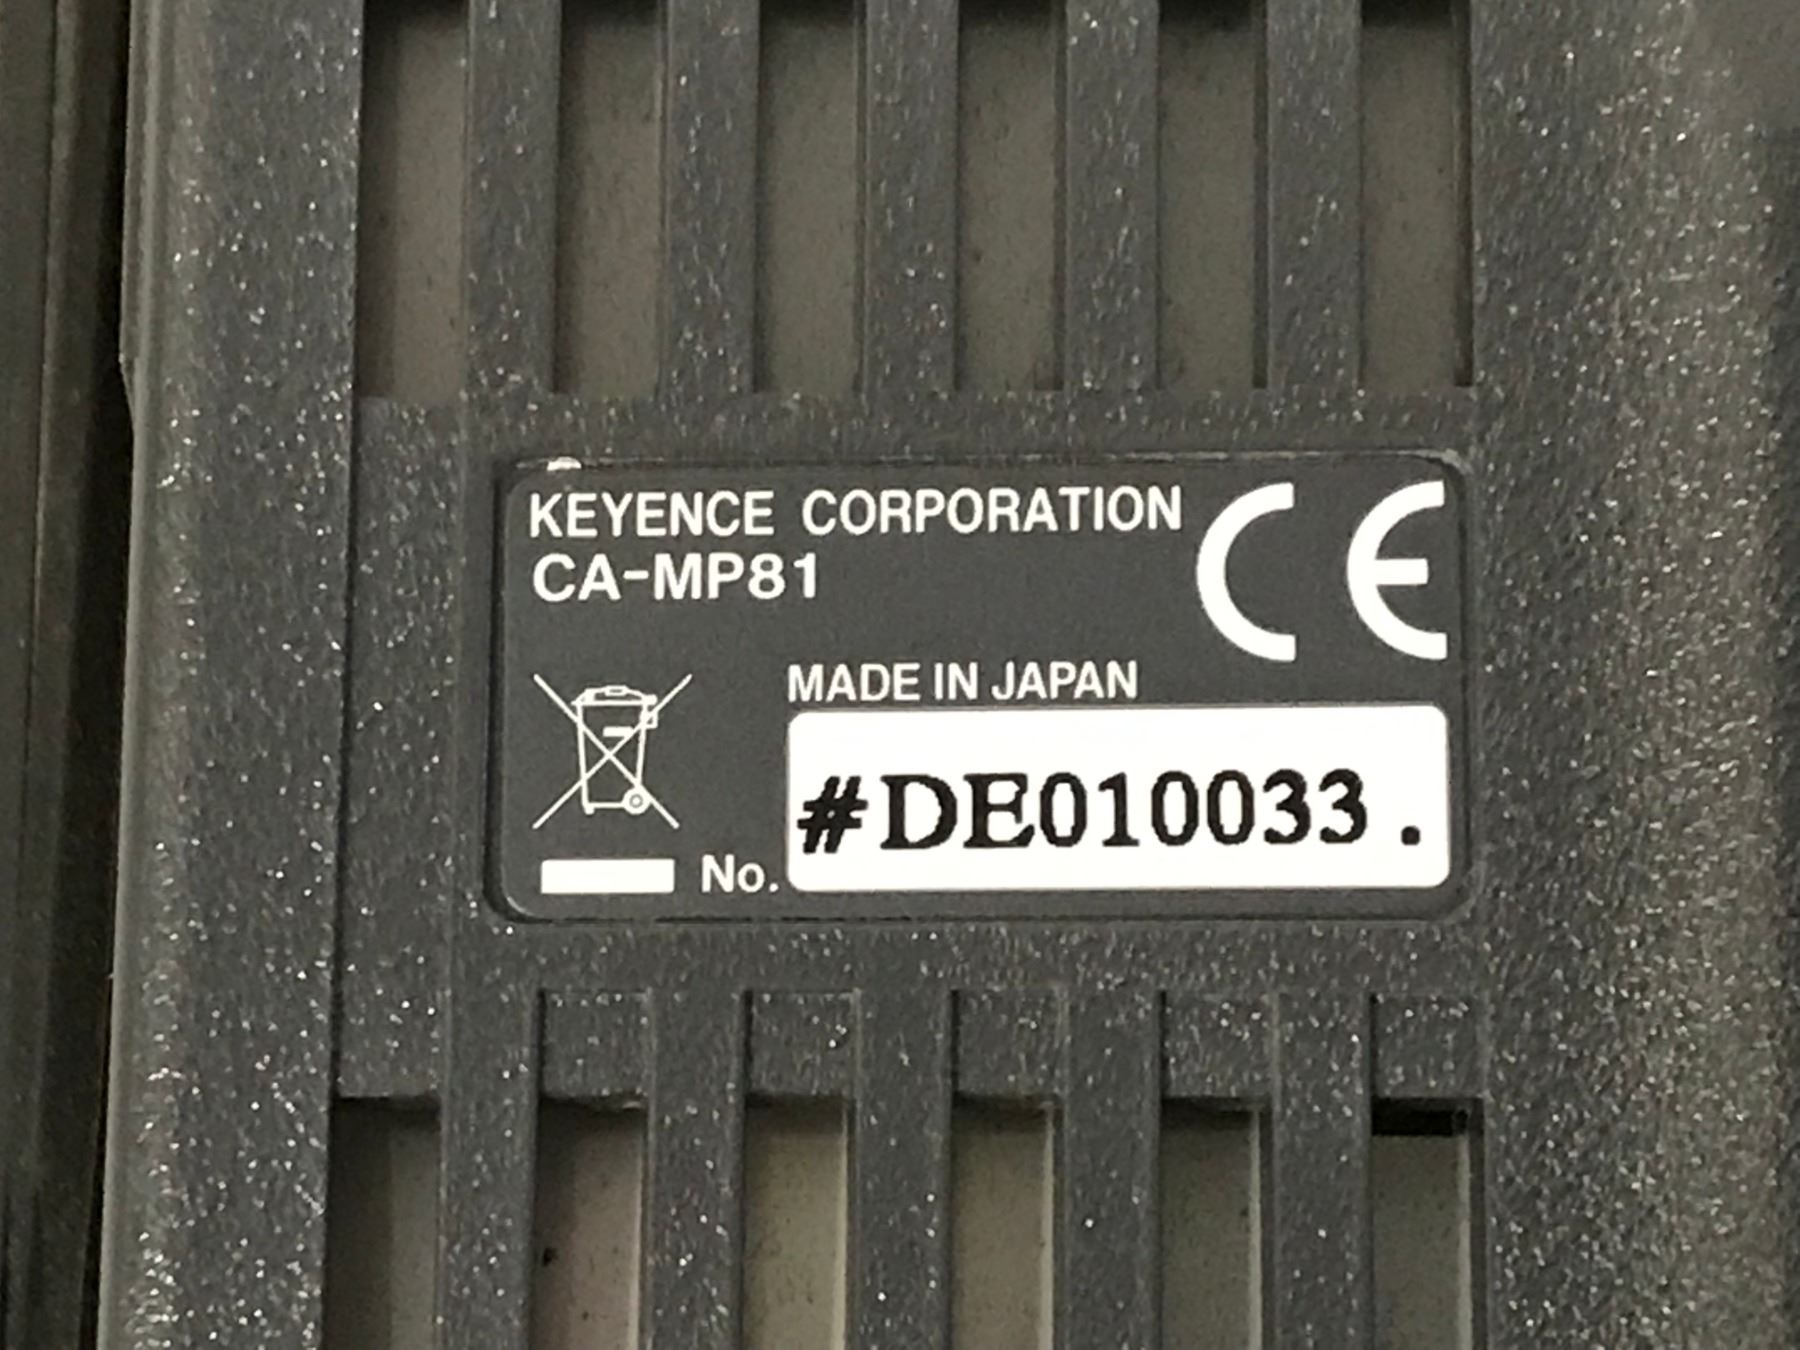 KEYENCE CORPORATION
CA-MP81
CE
MADE IN JAPAN
No. #DE010033.